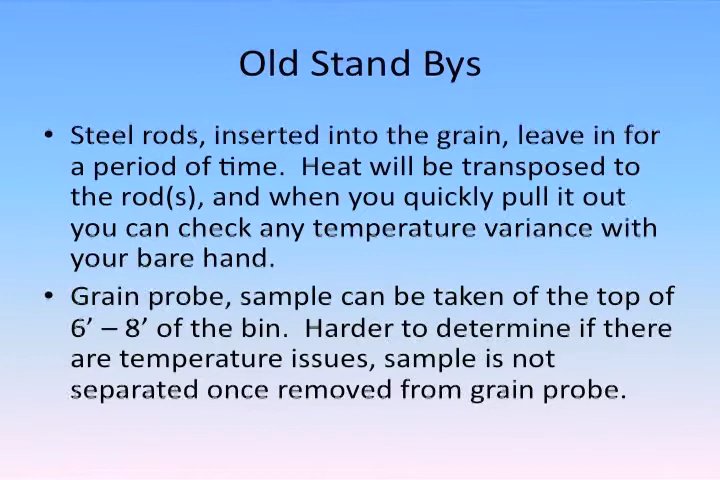 Old Stand Bys
• Steel rods, inserted into the grain, leave in for
a period of time.  Heat will be transposed to
the rod(s), and when you quickly pull it out
you can check any temperature variance with
your bare hand.
• Grain probe, sample can be taken of the top of
6’ – 8’ of the bin.  Harder to determine if there
are temperature issues, sample is not
separated once removed from grain probe.